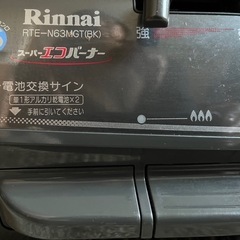 Rinnai
RTE-N63MGT(BK)
強
スーパーエコバーナー
電池交換サイン
単1形アルカリ乾電池×2
手前に引いてください